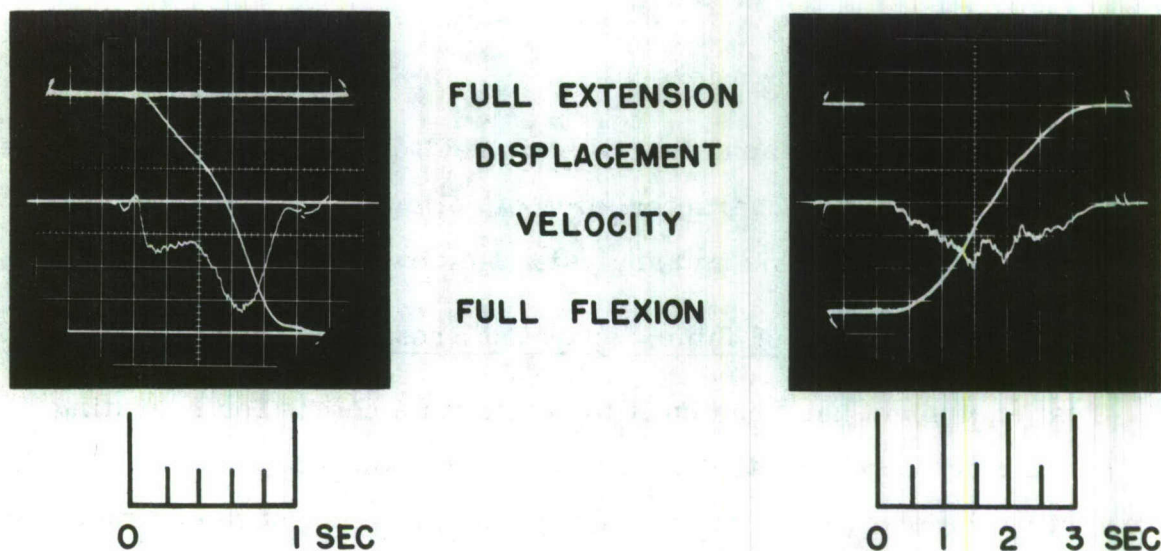 FULL EXTENSION
DISPLACEMENT
VELOCITY
FULL FLEXION
0 1 SEC
0 1 2 3 SEC